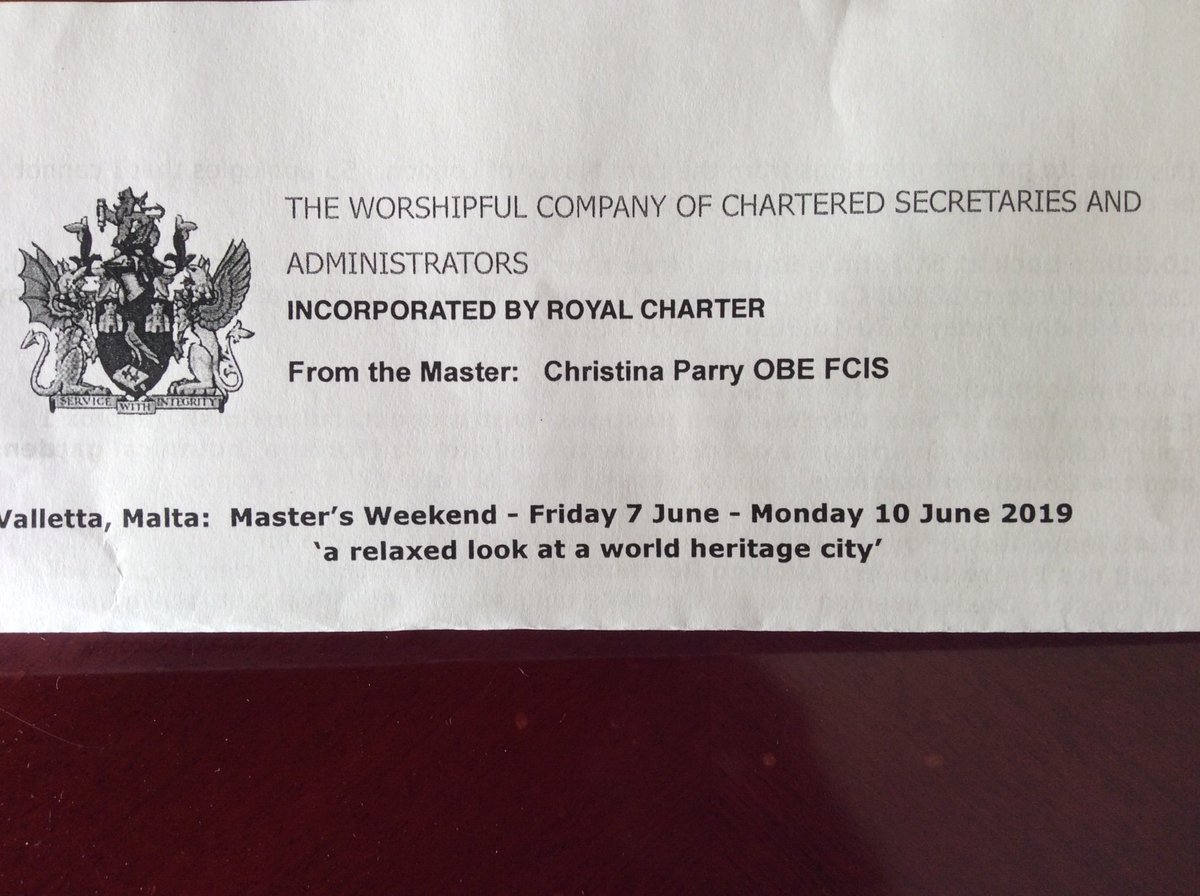 THE WORSHIPFUL COMPANY OF CHARTERED SECRETARIES AND
ADMINISTRATORS
INCORPORATED BY ROYAL CHARTER
From the Master: Christina Parry OBE FCIS
SERVICE WITH INTEGRITY
Valletta, Malta: Master's Weekend - Friday 7 June - Monday 10 June 2019
'a relaxed look at a world heritage city'